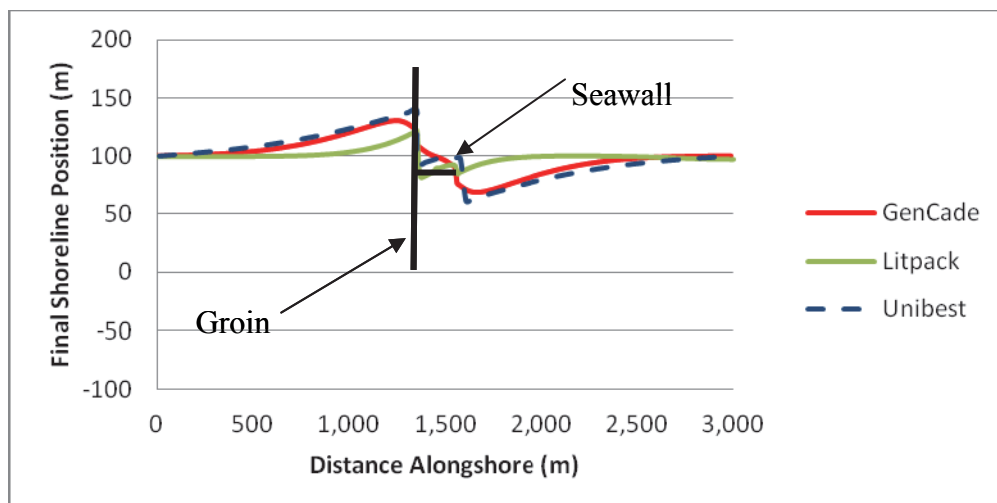 Final Shoreline Position (m)
200
150
100
50
0
-50
-100
Seawall
Groin
GenCade
Litpack
Unibest
0 500 1,000 1,500 2,000 2,500 3,000
Distance Alongshore (m)